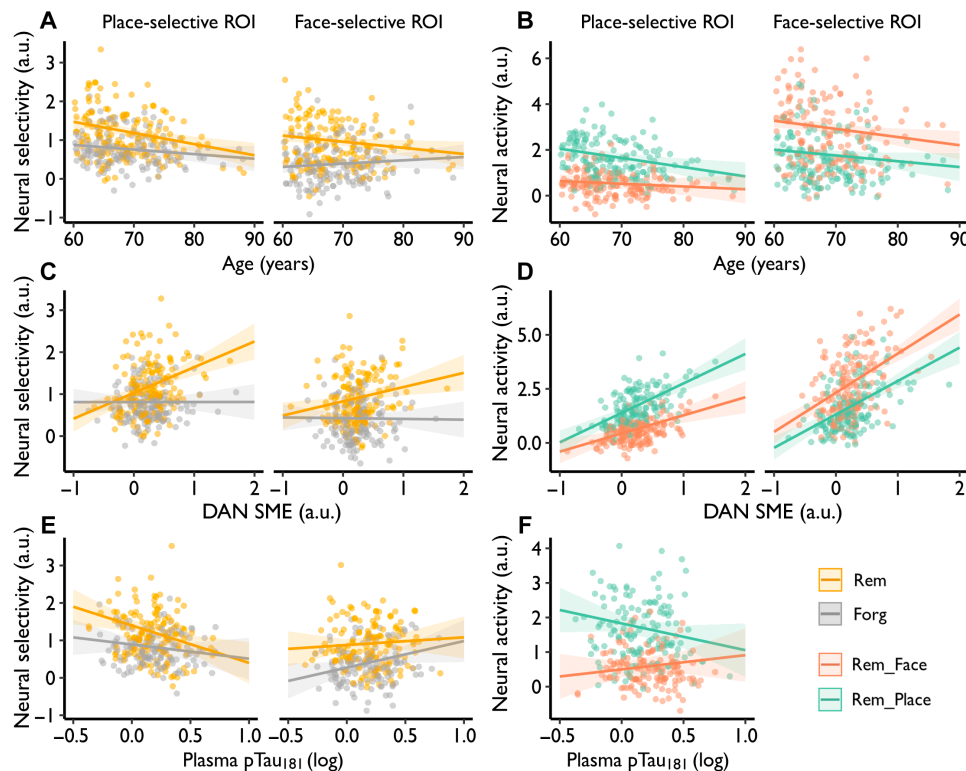 A Place-selective ROI Face-selective ROI
B Place-selective ROI Face-selective ROI
Neural selectivity (a.u.)
3
2
1
0
−1
60 70 80 90 60 70 80 90
Age (years)
Neural activity (a.u.)
6
4
2
0
60 70 80 90 60 70 80 90
Age (years)
C
Neural selectivity (a.u.)
3
2
1
0
−1 0 1 2 −1 0 1 2
DAN SME (a.u.)
D
Neural activity (a.u.)
5.0
2.5
0.0
−1 0 1 2 −1 0 1 2
DAN SME (a.u.)
E
Neural selectivity (a.u.)
3
2
1
0
−1
−0.5 0.0 0.5 1.0 −0.5 0.0 0.5 1.0
Plasma pTau181 (log)
F
Neural activity (a.u.)
4
3
2
1
0
−0.5 0.0 0.5 1.0
Plasma pTau181 (log)
Rem
Forg
Rem_Face
Rem_Place